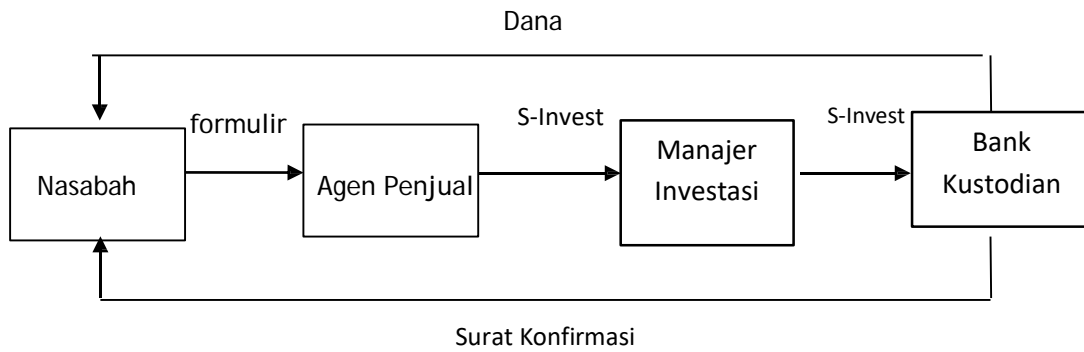 Dana
formulir
S-Invest
S-Invest
Nasabah
Agen Penjual
Manajer
Investasi
Bank
Kustodian
Surat Konfirmasi